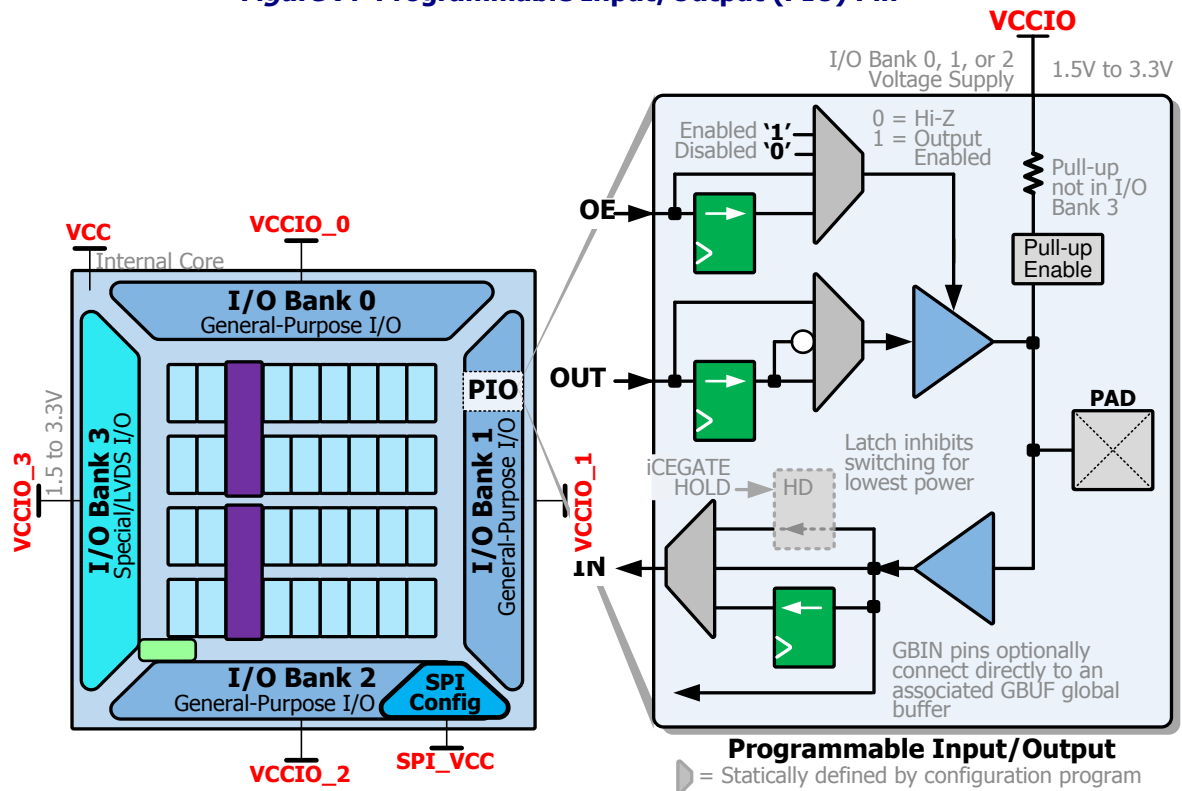 VCCIO
I/O Bank 0, 1, or 2
Voltage Supply
1.5V to 3.3V
Enabled ‘1’
Disabled ‘0’
0 = Hi-Z
1 = Output
Enabled
Pull-up
not in I/O
Bank 3
Pull-up
Enable
OE
OUT
PAD
iCEGATE
HOLD
HD
Latch inhibits
switching for
lowest power
IN
GBIN pins optionally
connect directly to an
associated GBUF global
buffer
Programmable Input/Output
= Statically defined by configuration program
VCC
Internal Core
VCCIO_0
I/O Bank 0
General-Purpose I/O
PIO
I/O Bank 1
General-Purpose I/O
VCCIO_1
VCCIO_3
1.5 to 3.3V
I/O Bank 3
Special/LVDS I/O
I/O Bank 2
General-Purpose I/O
SPI
Config
VCCIO_2
SPI_VCC